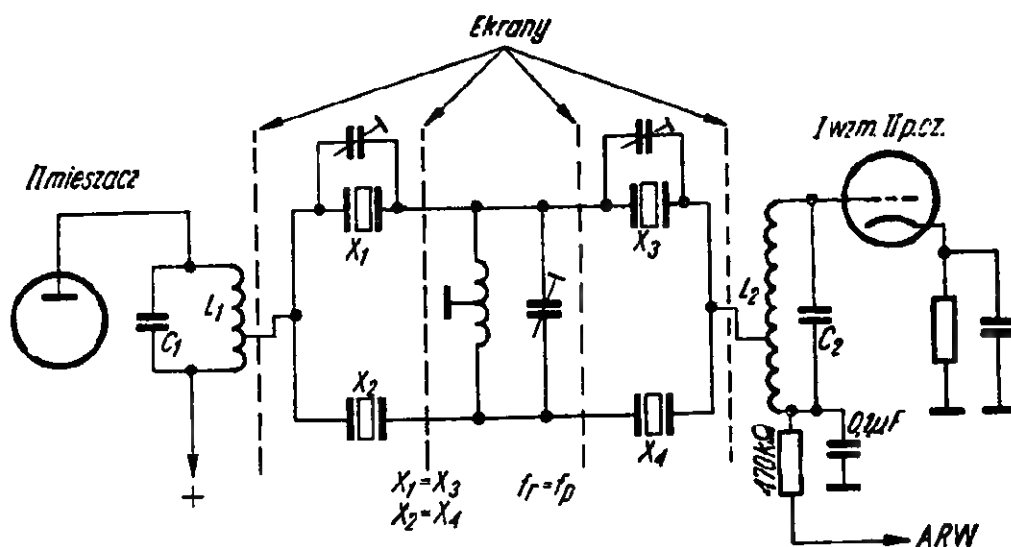 Ekrany
II mieszacz
I wzm. II p.cz.
X1
X3
L1
C1
L2
C2
X2
X4
0,1µF
470kΩ
X1=X3
X2=X4
fr=fp
+
ARW